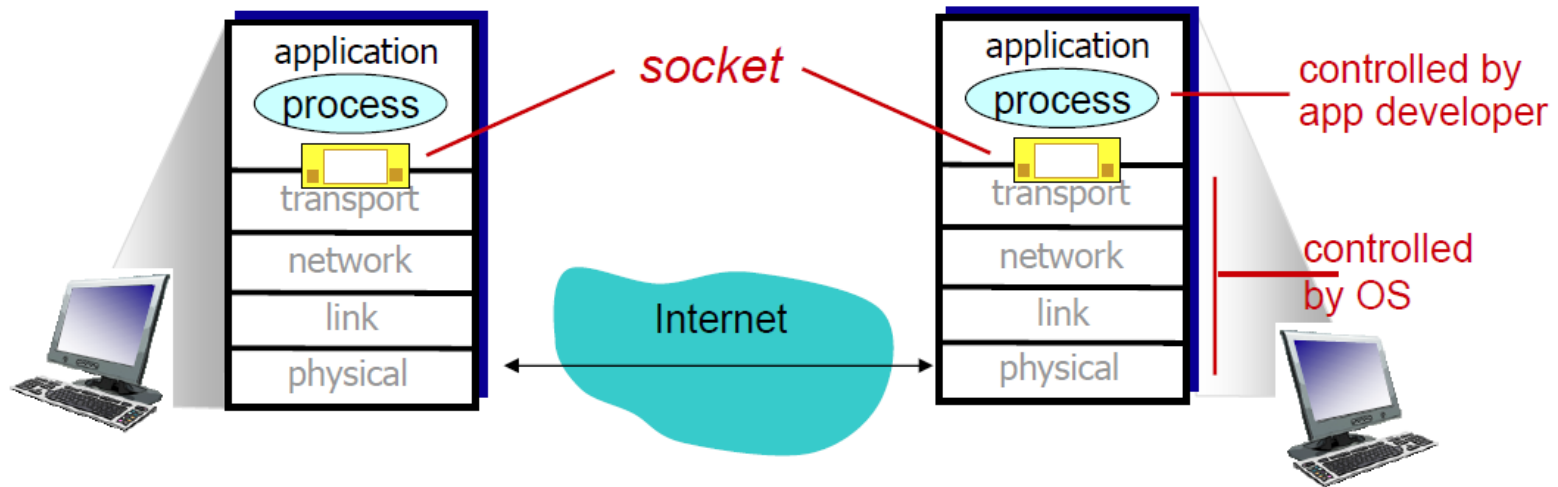 application
process
transport
network
link
physical
socket
Internet
application
process
transport
network
link
physical
controlled by
app developer
controlled
by OS